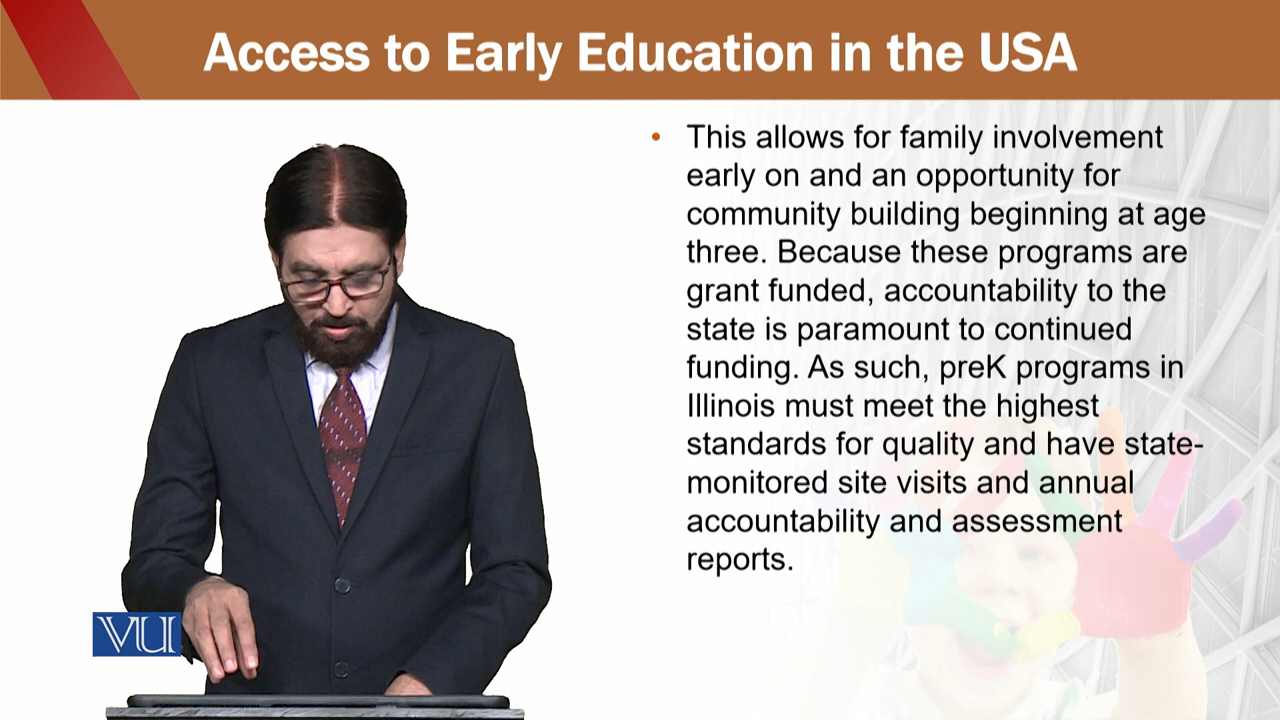 Access to Early Education in the USA
• This allows for family involvement
early on and an opportunity for
community building beginning at age
three. Because these programs are
grant funded, accountability to the
state is paramount to continued
funding. As such, preK programs in
Illinois must meet the highest
standards for quality and have state-
monitored site visits and annual
accountability and assessment
reports.
VU